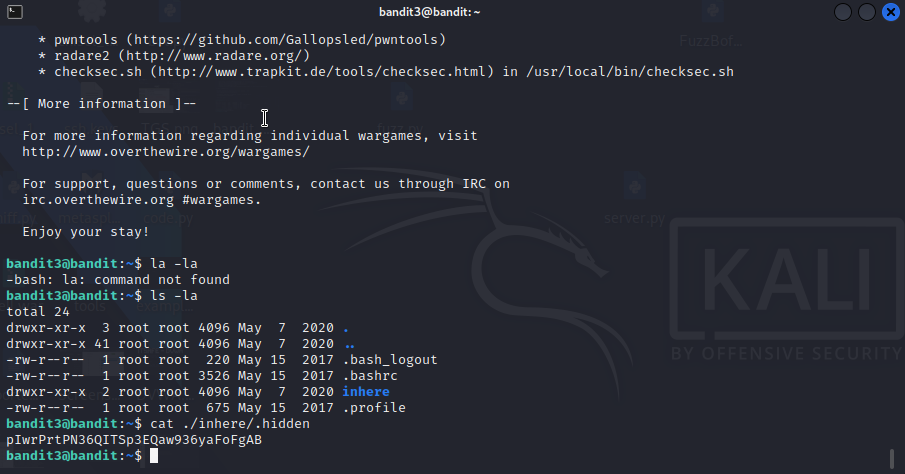 bandit3@bandit: ~
* pwntools (https://github.com/Gallopsled/pwntools)
* radare2 (http://www.radare.org/)
* checksec.sh (http://www.trapkit.de/tools/checksec.html) in /usr/local/bin/checksec.sh
--[ More information ]--
For more information regarding individual wargames, visit
http://www.overthewire.org/wargames/
For support, questions or comments, contact us through IRC on
irc.overthewire.org #wargames.
Enjoy your stay!
bandit3@bandit:~$ la -la
-bash: la: command not found
bandit3@bandit:~$ ls -la
total 24
drwxr-xr-x  3 root root 4096 May  7  2020 .
drwxr-xr-x 41 root root 4096 May  7  2020 ..
-rw-r--r--  1 root root  220 May 15  2017 .bash_logout
-rw-r--r--  1 root root 3526 May 15  2017 .bashrc
drwxr-xr-x  2 root root 4096 May  7  2020 inhere
-rw-r--r--  1 root root  675 May 15  2017 .profile
bandit3@bandit:~$ cat ./inhere/.hidden
pIwrPrtPN36QITSp3EQaw936yaFoFgAB
bandit3@bandit:~$
FuzzBof...
server.py
code.py
KALI
BY OFFENSIVE SECURITY